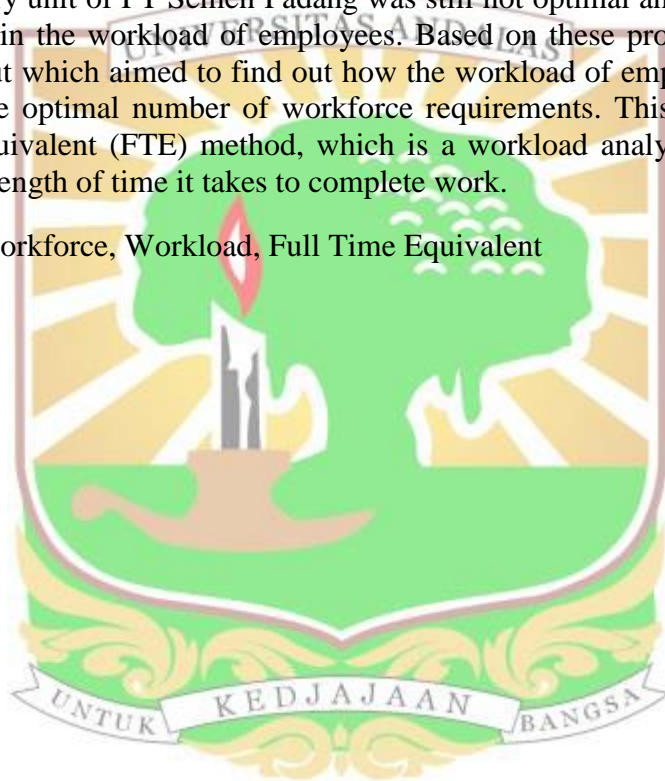 ry unit of PT Semen Padang was still not optimal an
in the workload of employees. Based on these pro
ut which aimed to find out how the workload of emp
e optimal number of workforce requirements. This
uivalent (FTE) method, which is a workload analy
ength of time it takes to complete work.
orkforce, Workload, Full Time Equivalent
UNIVERSITAS ANDALAS
UNTUK KEDJAJAAN BANGSA